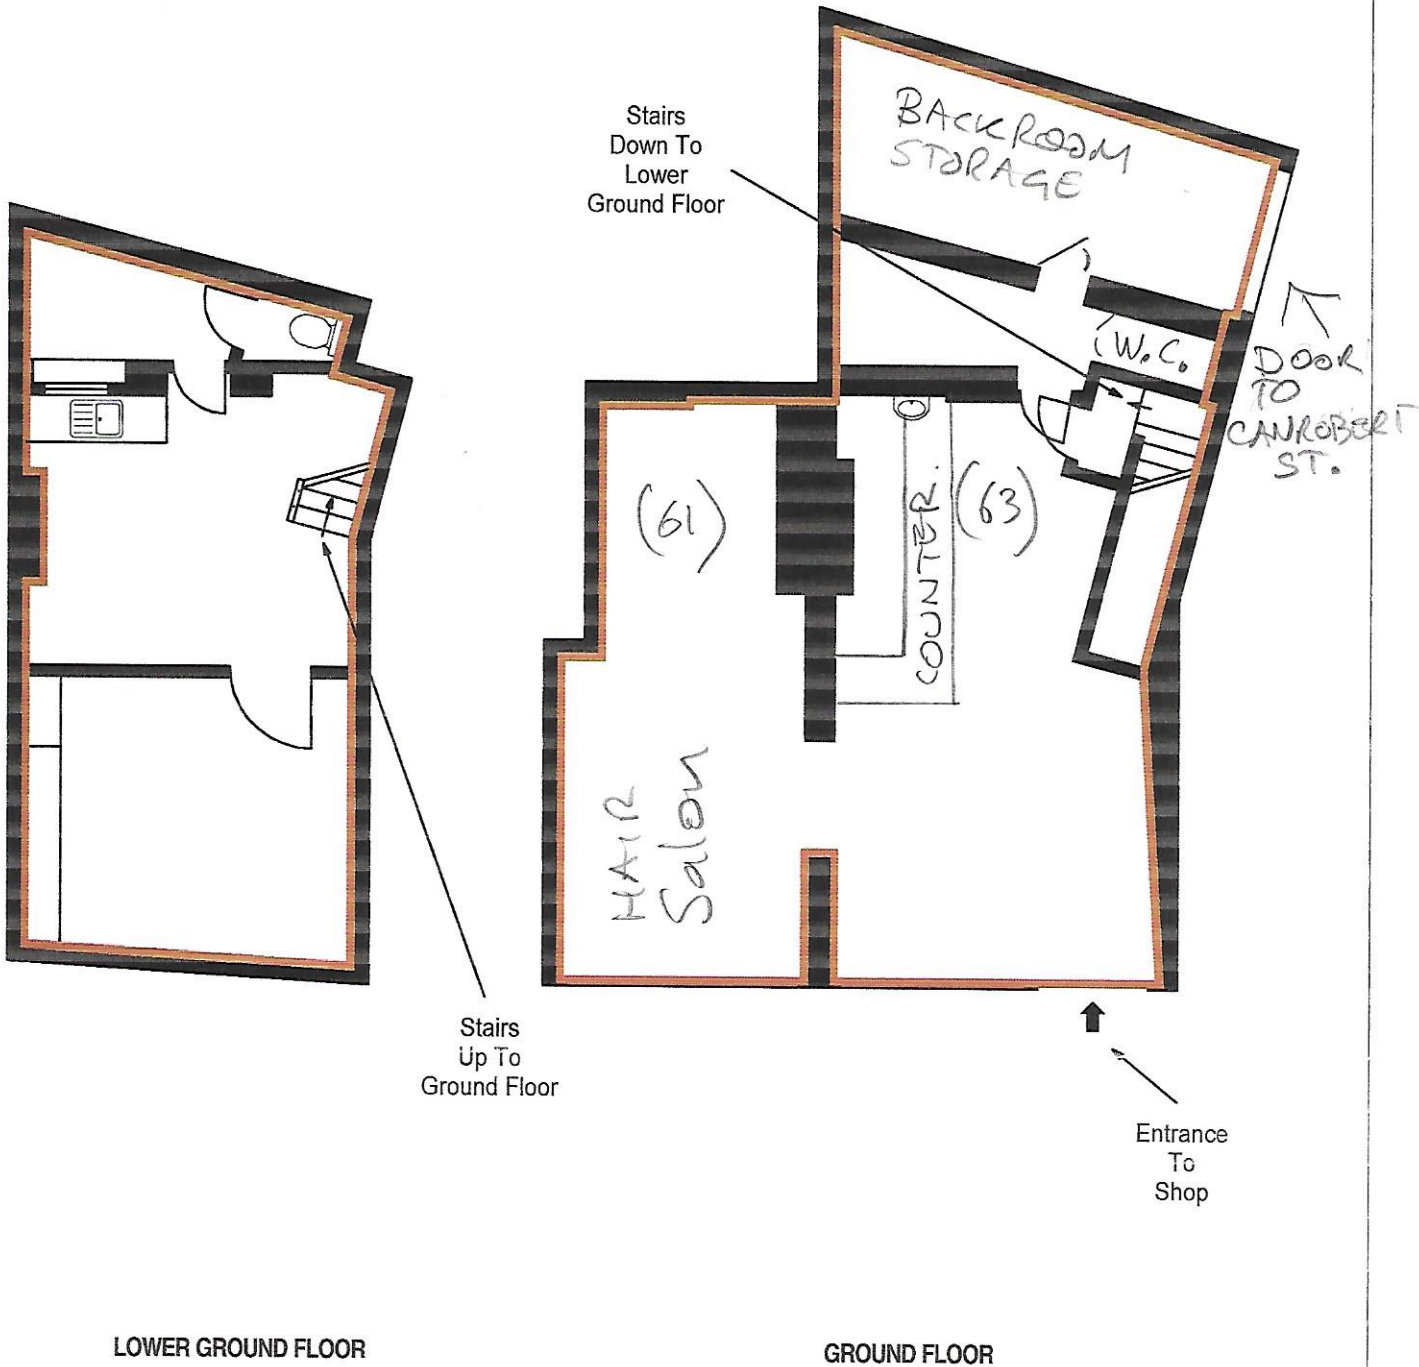 Stairs
Down To
Lower
Ground Floor
BACKROOM
STORAGE
(W.C.
DOOR
TO
CANROBERT
ST.
(61)
COUNTER.
(63)
HAIR
Salon
Stairs
Up To
Ground Floor
Entrance
To
Shop
LOWER GROUND FLOOR
GROUND FLOOR